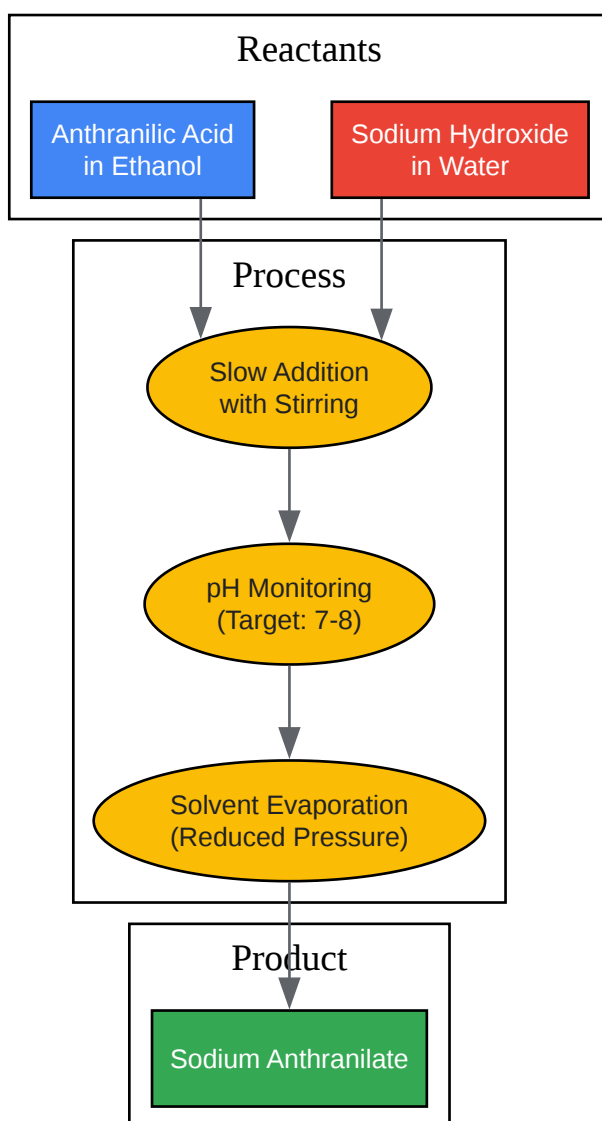 Reactants
Anthranilic Acid
in Ethanol
Sodium Hydroxide
in Water
Process
Slow Addition
with Stirring
pH Monitoring
(Target: 7-8)
Solvent Evaporation
(Reduced Pressure)
Product
Sodium Anthranilate